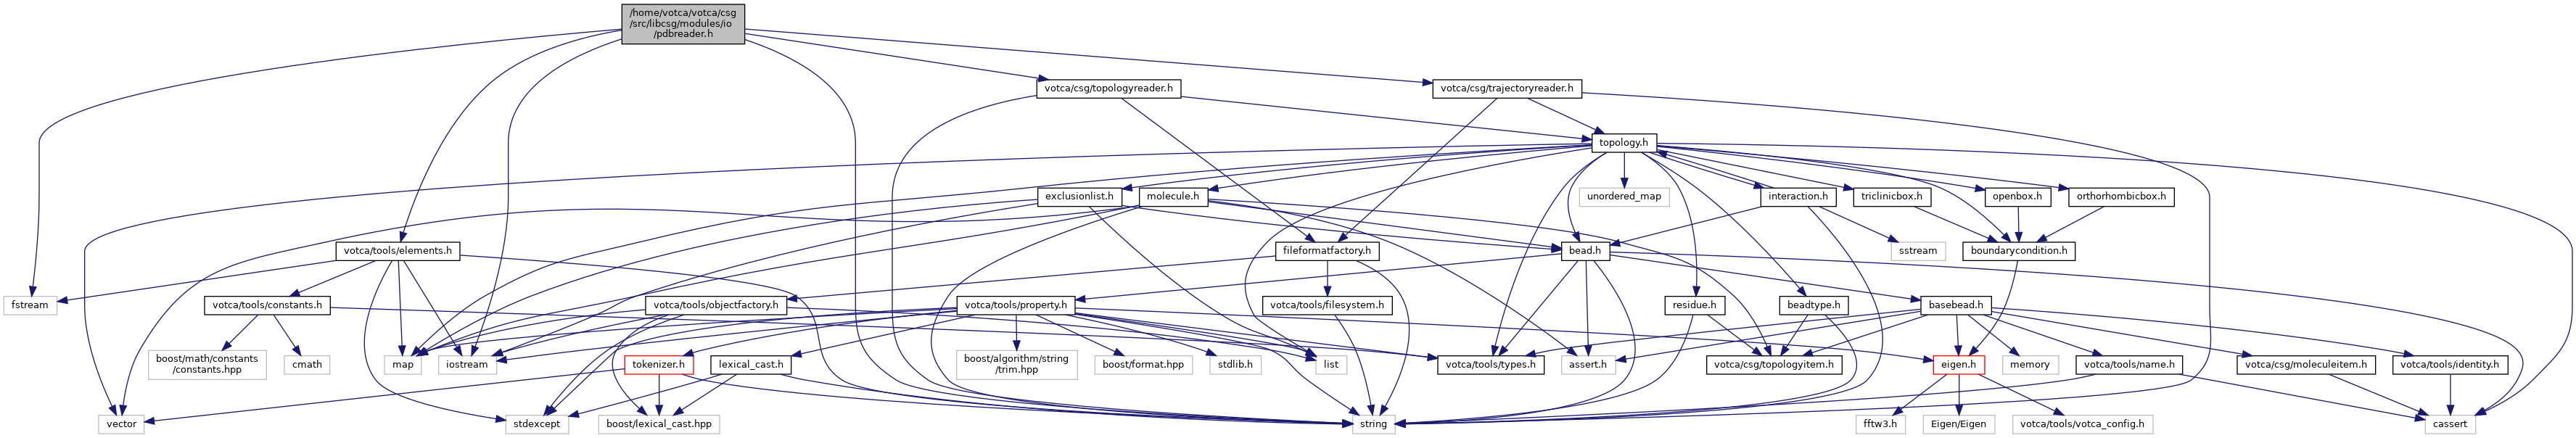 /home/votca/votca/csg
/src/libcsg/modules/io
/pdbreader.h
votca/csg/topologyreader.h
votca/csg/trajectoryreader.h
topology.h
exclusionlist.h
molecule.h
unordered_map
interaction.h
triclinicbox.h
openbox.h
orthorhombicbox.h
votca/tools/elements.h
fileformatfactory.h
bead.h
sstream
boundarycondition.h
fstream
votca/tools/constants.h
votca/tools/objectfactory.h
votca/tools/property.h
votca/tools/filesystem.h
residue.h
beadtype.h
basebead.h
boost/math/constants
/constants.hpp
cmath
map
iostream
tokenizer.h
lexical_cast.h
boost/algorithm/string
/trim.hpp
boost/format.hpp
stdlib.h
list
votca/tools/types.h
assert.h
votca/csg/topologyitem.h
eigen.h
memory
votca/tools/name.h
votca/csg/moleculeitem.h
votca/tools/identity.h
vector
stdexcept
boost/lexical_cast.hpp
string
fftw3.h
Eigen/Eigen
votca/tools/votca_config.h
cassert